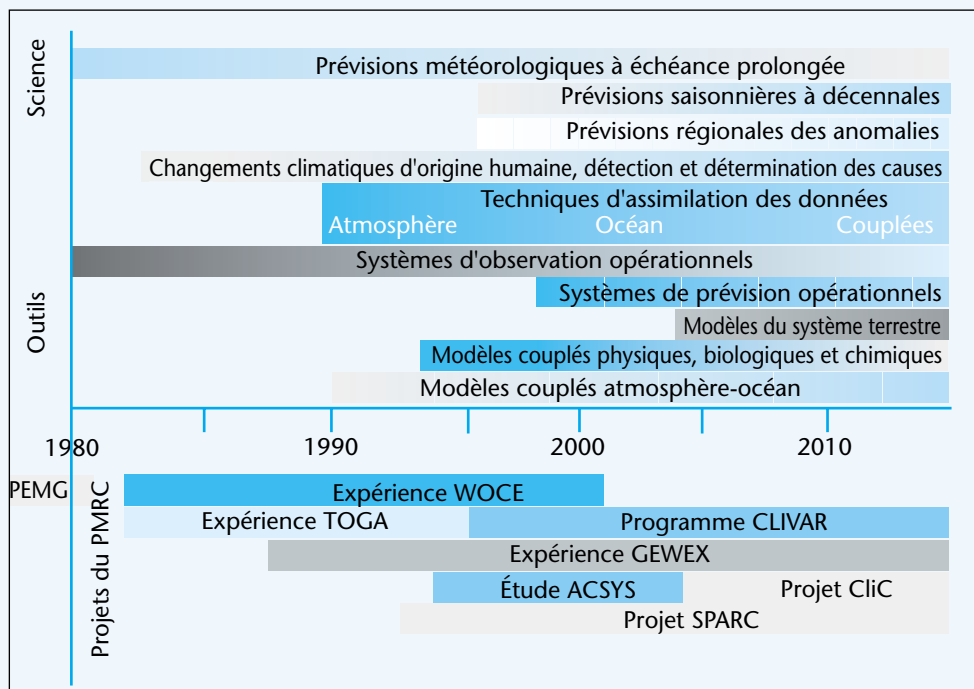 Science
Prévisions météorologiques à échéance prolongée
Prévisions saisonnières à décennales
Prévisions régionales des anomalies
Changements climatiques d'origine humaine, détection et détermination des causes
Techniques d'assimilation des données
Atmosphère Océan Couplées
Outils
Systèmes d'observation opérationnels
Systèmes de prévision opérationnels
Modèles du système terrestre
Modèles couplés physiques, biologiques et chimiques
Modèles couplés atmosphère-océan
1980 1990 2000 2010
Projets du PMRC
PEMG
Expérience WOCE
Expérience TOGA Programme CLIVAR
Expérience GEWEX
Étude ACSYS Projet CliC
Projet SPARC